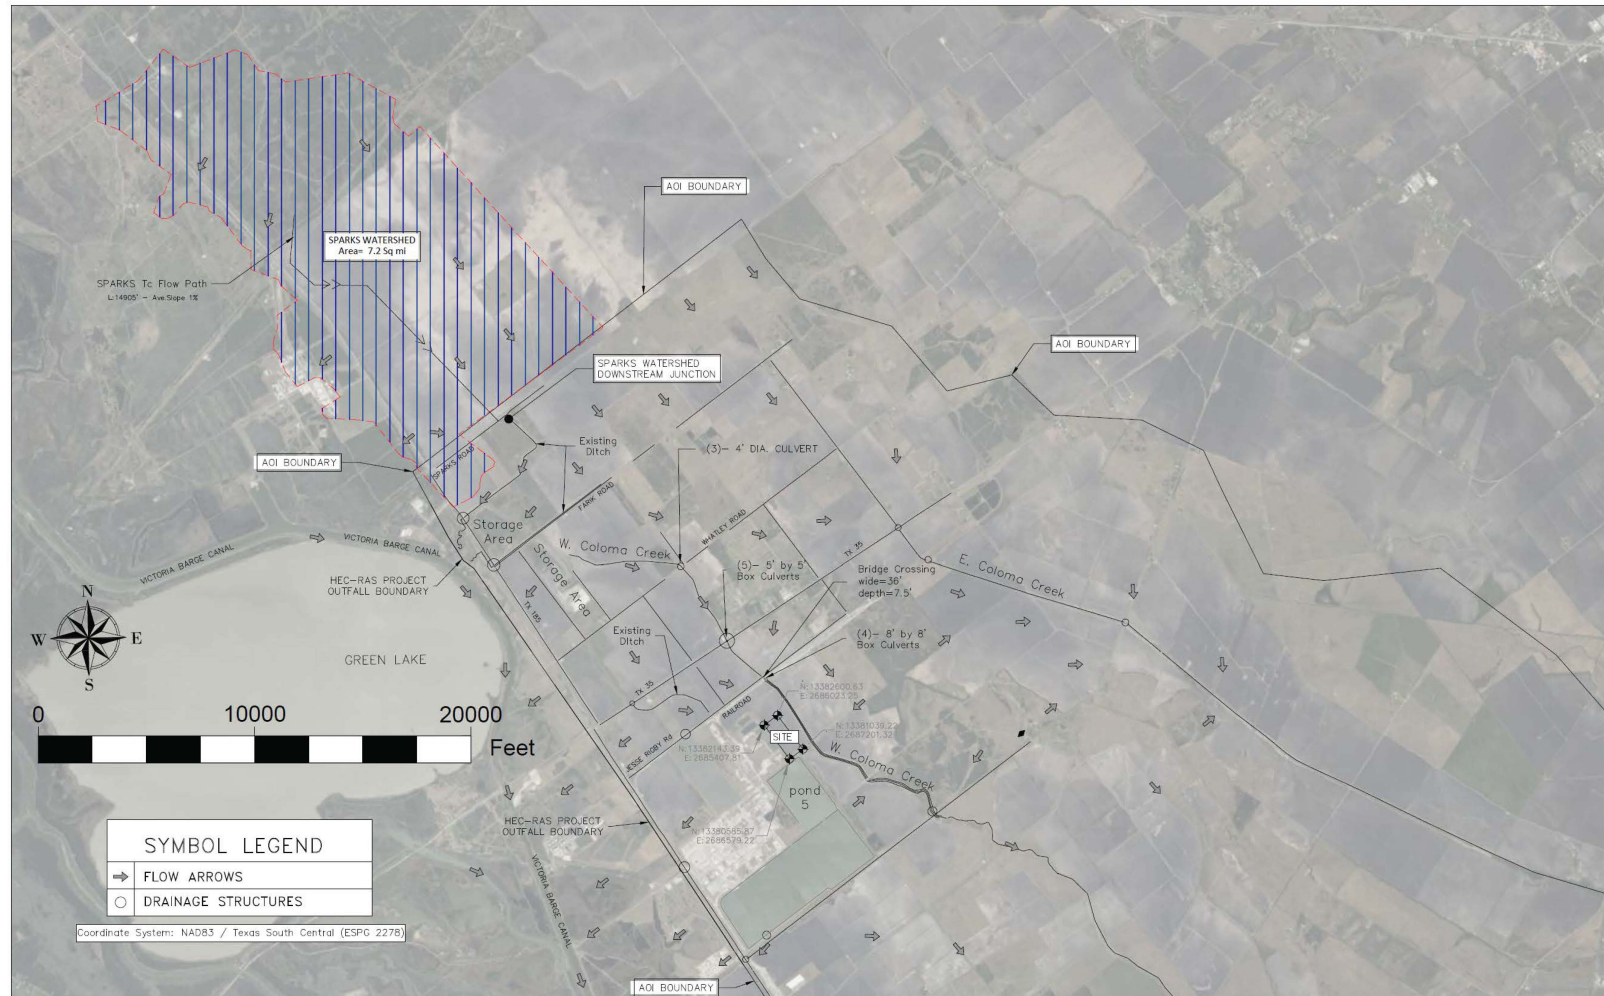 AOI BOUNDARY
SPARKS WATERSHED
Area= 7.2 Sq mi
SPARKS Tc Flow Path
L:14905' - Ave.Slope 1%
AOI BOUNDARY
SPARKS WATERSHED
DOWNSTREAM JUNCTION
Existing
Ditch
(3)- 4' DIA. CULVERT
AOI BOUNDARY
SPARKS ROAD
FARIK ROAD
WHATLEY ROAD
TX 35
Storage
Area
VICTORIA BARGE CANAL
VICTORIA BARGE CANAL
W. Coloma Creek
Storage Area
E. Coloma Creek
(5)- 5' by 5'
Box Culverts
Bridge Crossing
wide=36'
depth=7.5'
HEC-RAS PROJECT
OUTFALL BOUNDARY
TX 185
N
W
E
S
Existing
Ditch
(4)- 8' by 8'
Box Culverts
GREEN LAKE
TX 35
RAILROAD
N:13382600.63
E:2686023.25
0
10000
20000
Feet
JESSE RIGBY Rd
N:13382143.39
E:2685407.81
SITE
N:13381039.22
E:2687201.32
W. Coloma Creek
pond
5
HEC-RAS PROJECT
OUTFALL BOUNDARY
N:13380585.87
E:2686579.22
VICTORIA BARGE CANAL
SYMBOL LEGEND
FLOW ARROWS
DRAINAGE STRUCTURES
Coordinate System: NAD83 / Texas South Central (ESPG 2278)
AOI BOUNDARY